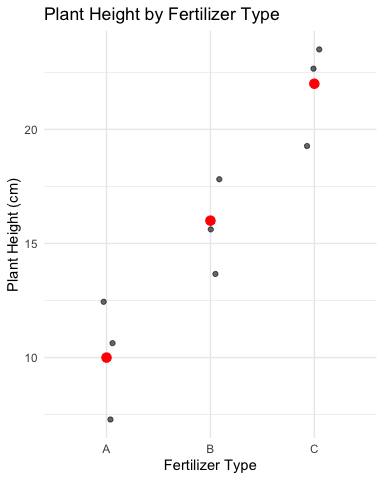 Plant Height by Fertilizer Type
Plant Height (cm)
20
15
10
A B C
Fertilizer Type